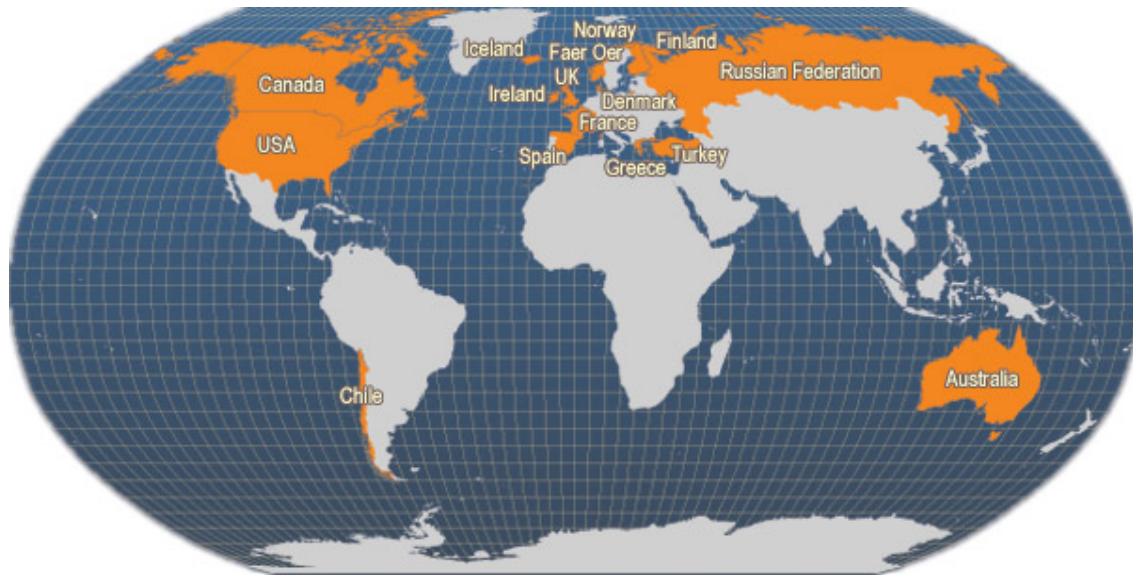 Norway
Iceland
Faer Oer
Finland
UK
Russian Federation
Canada
Ireland
Denmark
France
USA
Spain
Greece
Turkey
Australia
Chile